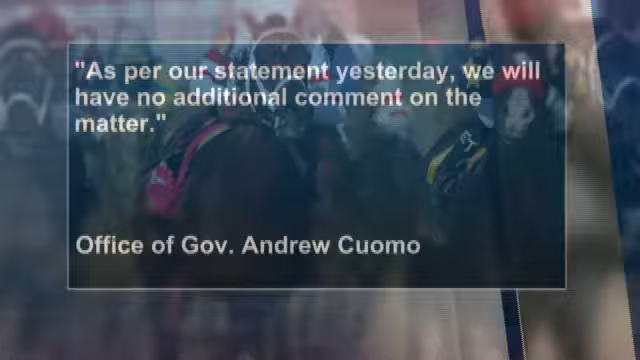 "As per our statement yesterday, we will
have no additional comment on the
matter."
Office of Gov. Andrew Cuomo